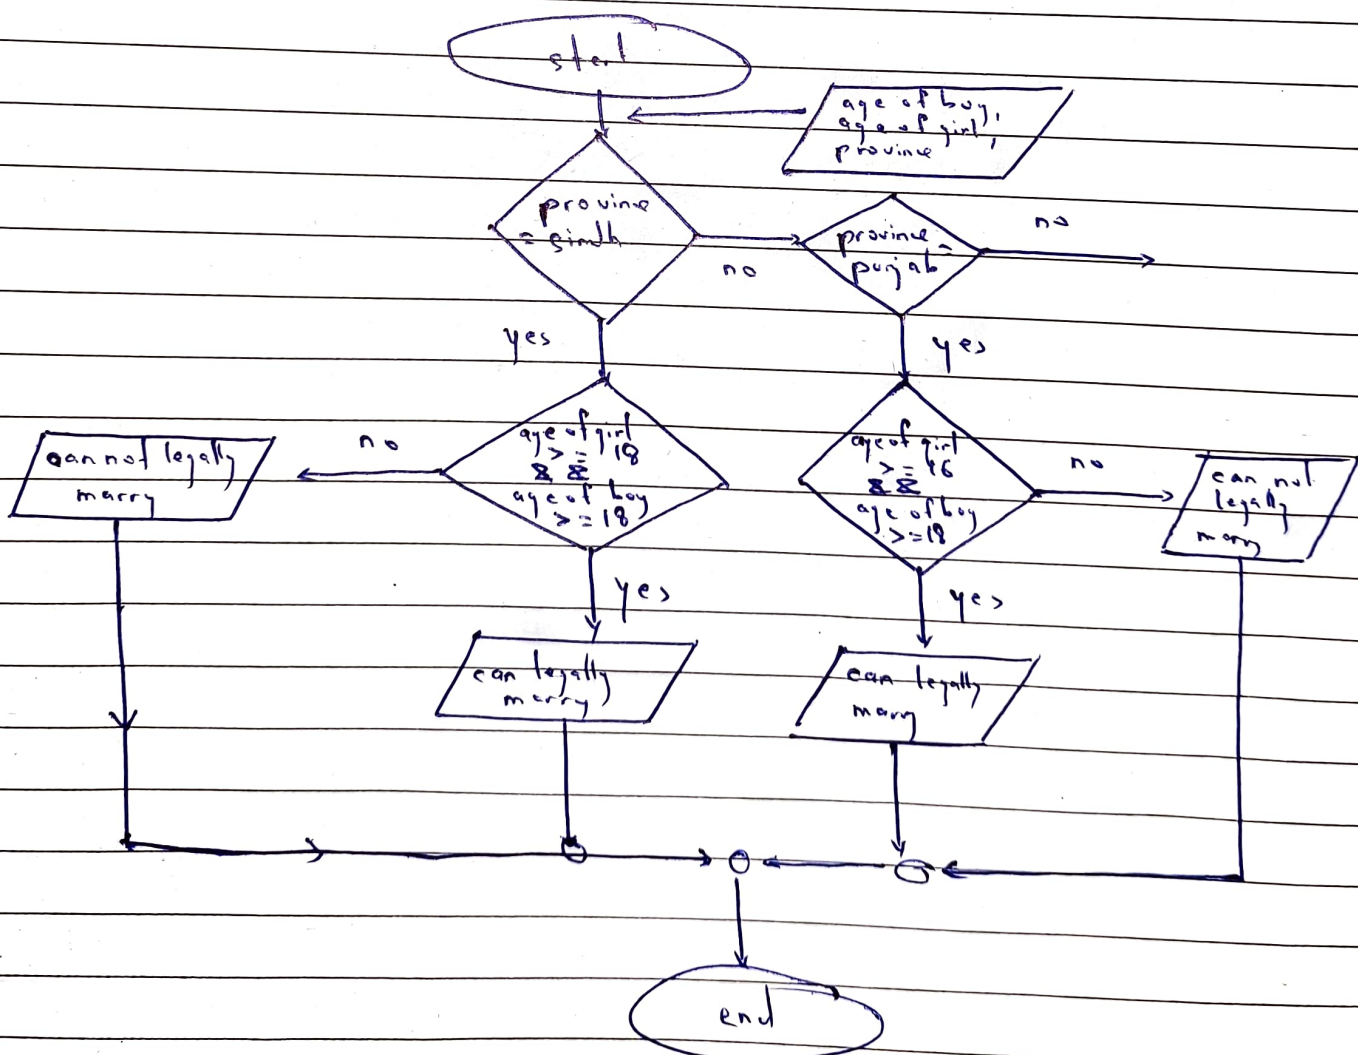 start
age of boy,
age of girl,
province
province
= sindh
no
province =
punjab
no
yes
yes
age of girl
>= 18
&&
age of boy
>= 18
no
can not legally
marry
age of girl
>= 16
&&
age of boy
>= 18
no
can not
legally
marry
yes
yes
can legally
marry
can legally
marry
end